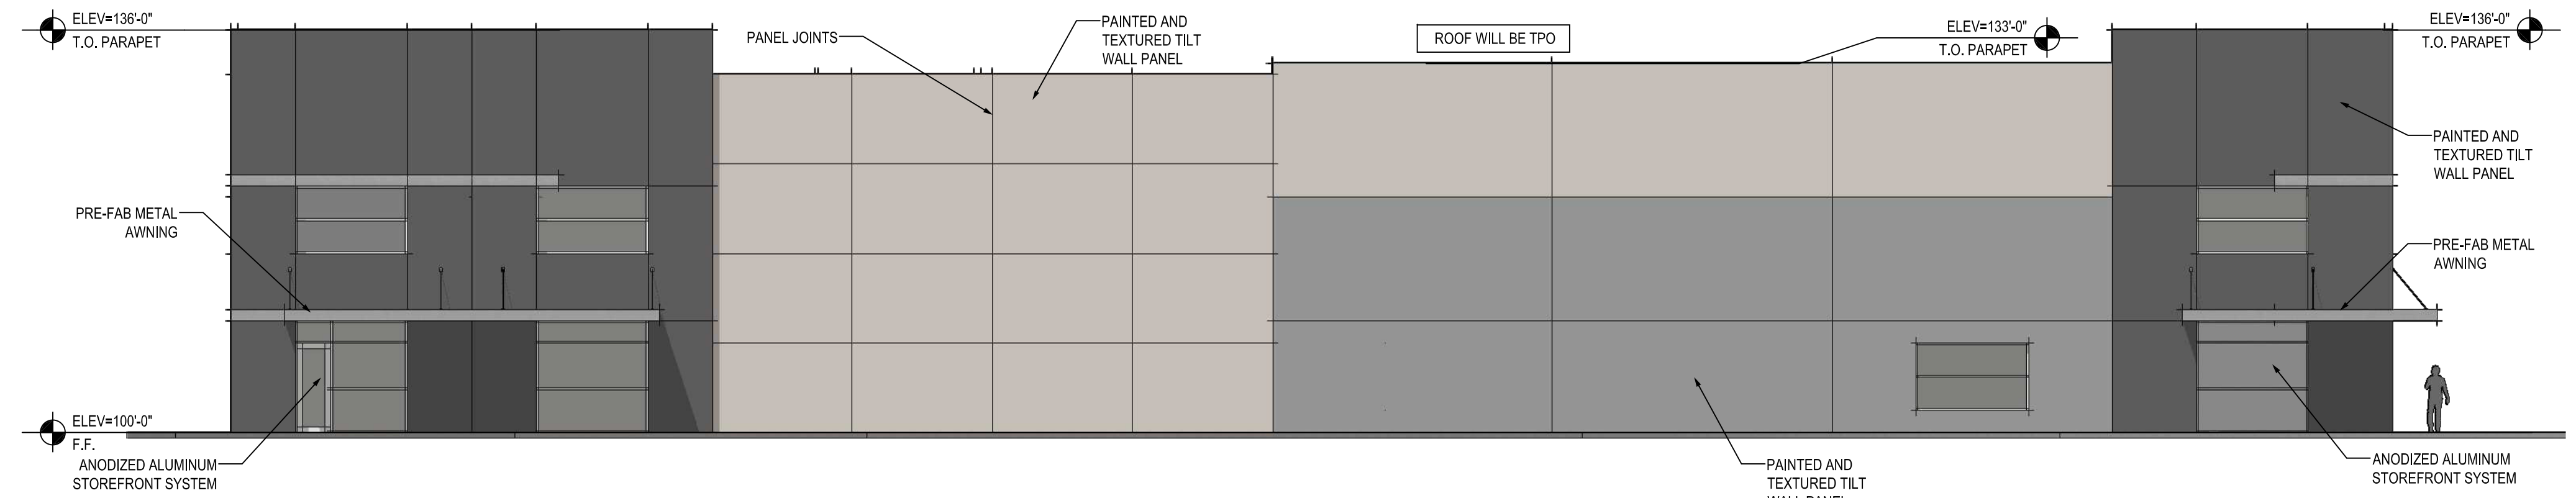 ELEV=136'-0"
T.O. PARAPET
PANEL JOINTS
PAINTED AND
TEXTURED TILT
WALL PANEL
ROOF WILL BE TPO
ELEV=133'-0"
T.O. PARAPET
ELEV=136'-0"
T.O. PARAPET
PAINTED AND
TEXTURED TILT
WALL PANEL
PRE-FAB METAL
AWNING
PRE-FAB METAL
AWNING
ELEV=100'-0"
F.F.
ANODIZED ALUMINUM
STOREFRONT SYSTEM
PAINTED AND
TEXTURED TILT
WALL PANEL
ANODIZED ALUMINUM
STOREFRONT SYSTEM